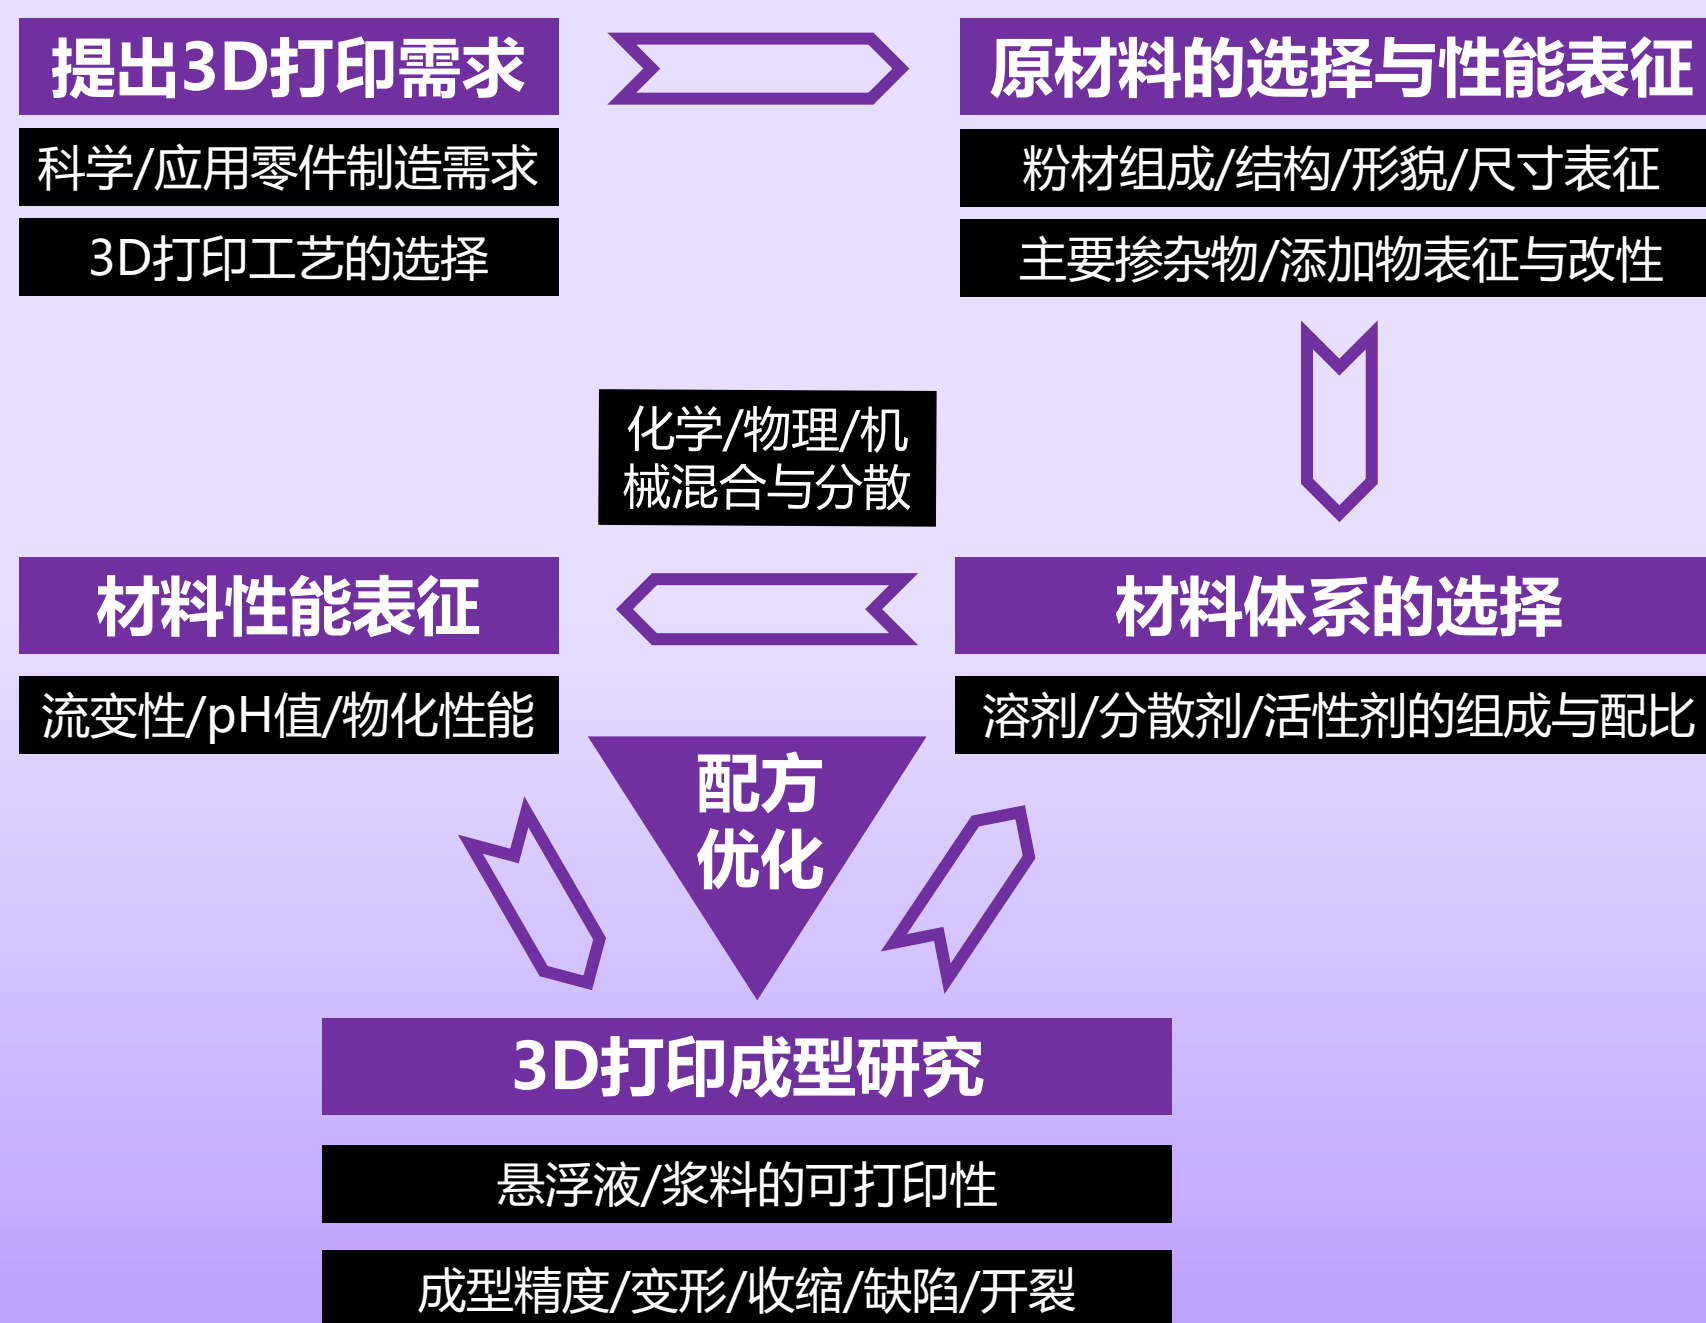 提出3D打印需求
科学/应用零件制造需求
3D打印工艺的选择
原材料的选择与性能表征
粉材组成/结构/形貌/尺寸表征
主要掺杂物/添加物表征与改性
化学/物理/机
械混合与分散
材料性能表征
流变性/pH值/物化性能
材料体系的选择
溶剂/分散剂/活性剂的组成与配比
配方
优化
3D打印成型研究
悬浮液/浆料的可打印性
成型精度/变形/收缩/缺陷/开裂